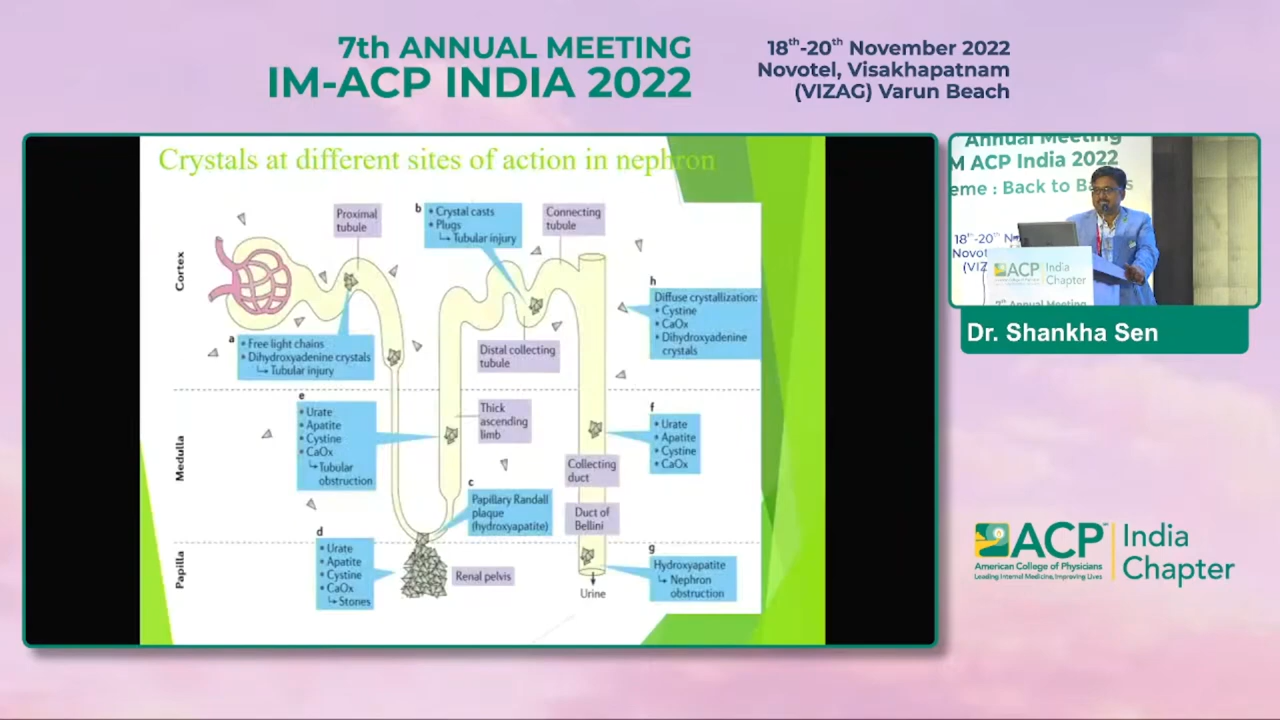 7th ANNUAL MEETING
IM-ACP INDIA 2022
18th-20th November 2022
Novotel, Visakhapatnam
(VIZAG) Varun Beach
Crystals at different sites of action in nephron
Cortex
Medulla
Papilla
Proximal
tubule
b
• Crystal casts
• Plugs
↳ Tubular injury
Connecting
tubule
a
• Free light chains
• Dihydroxyadenine crystals
↳ Tubular injury
Distal collecting
tubule
h
Diffuse crystallization:
• Cystine
• CaOx
• Dihydroxyadenine
crystals
e
• Urate
• Apatite
• Cystine
• CaOx
↳ Tubular
obstruction
Thick
ascending
limb
f
• Urate
• Apatite
• Cystine
• CaOx
Collecting
duct
c
Papillary Randall
plaque
(hydroxyapatite)
Duct of
Bellini
d
• Urate
• Apatite
• Cystine
• CaOx
↳ Stones
Renal pelvis
g
Hydroxyapatite
↳ Nephron
obstruction
Urine
Annual Meeting
M ACP India 2022
eme : Back to Ba s
18th-20th No
Novot
(VIZ
ACP India
Chapter
7th Annual Meeting
Dr. Shankha Sen
ACP™ India
Chapter
American College of Physicians
Leading Internal Medicine, Improving Lives